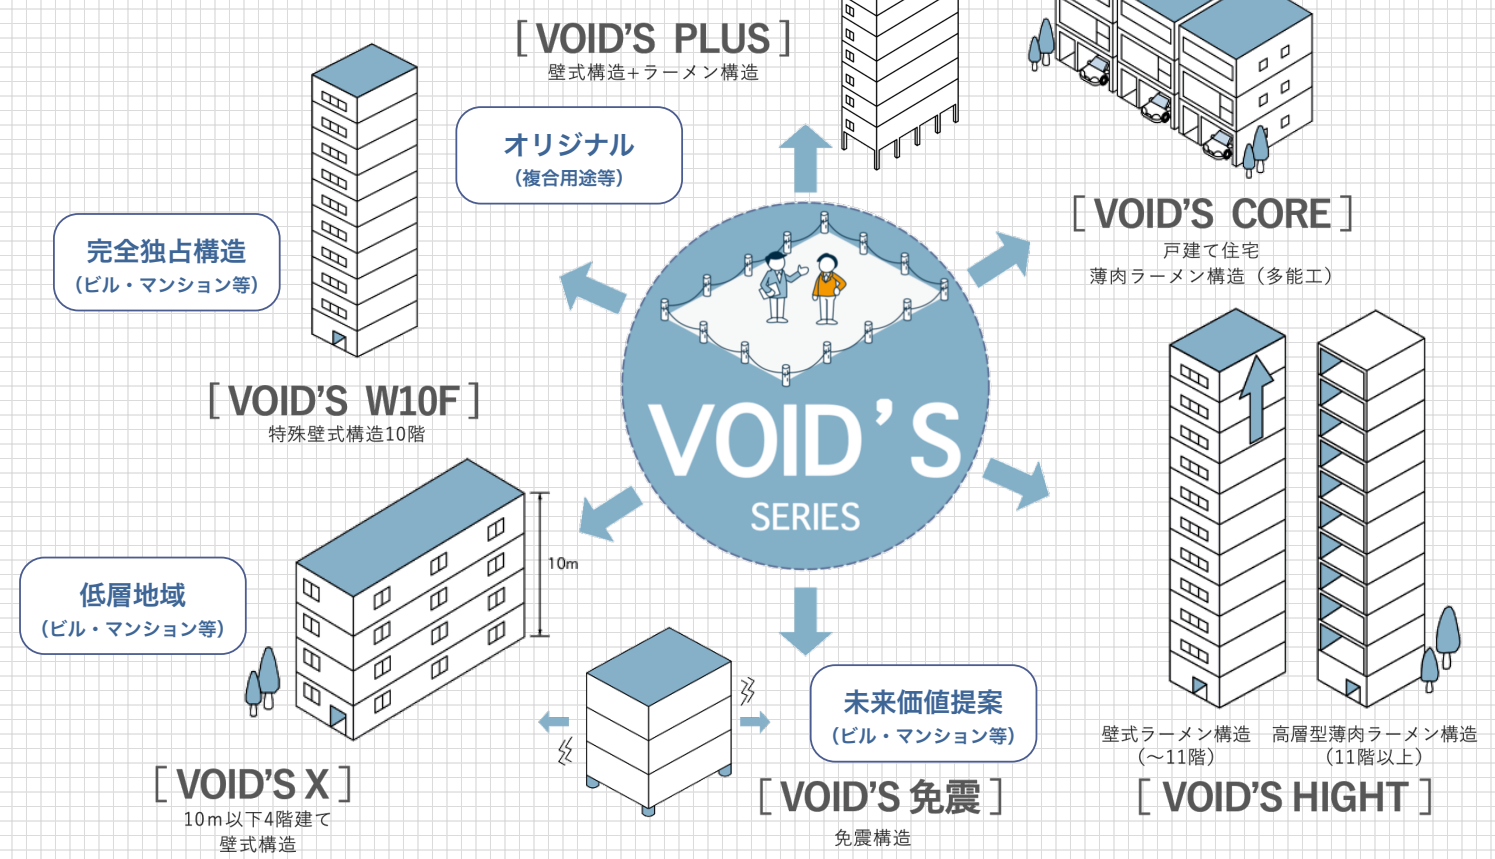 [ VOID'S PLUS ]
壁式構造+ラーメン構造
オリジナル
（複合用途等）
完全独占構造
（ビル・マンション等）
[ VOID'S W10F ]
特殊壁式構造10階
[ VOID'S CORE ]
戸建て住宅
薄肉ラーメン構造（多能工）
VOID'S
SERIES
10m
低層地域
（ビル・マンション等）
[ VOID'S X ]
10m以下4階建て
壁式構造
未来価値提案
（ビル・マンション等）
[ VOID'S 免震 ]
免震構造
壁式ラーメン構造
（〜11階）
高層型薄肉ラーメン構造
（11階以上）
[ VOID'S HIGHT ]